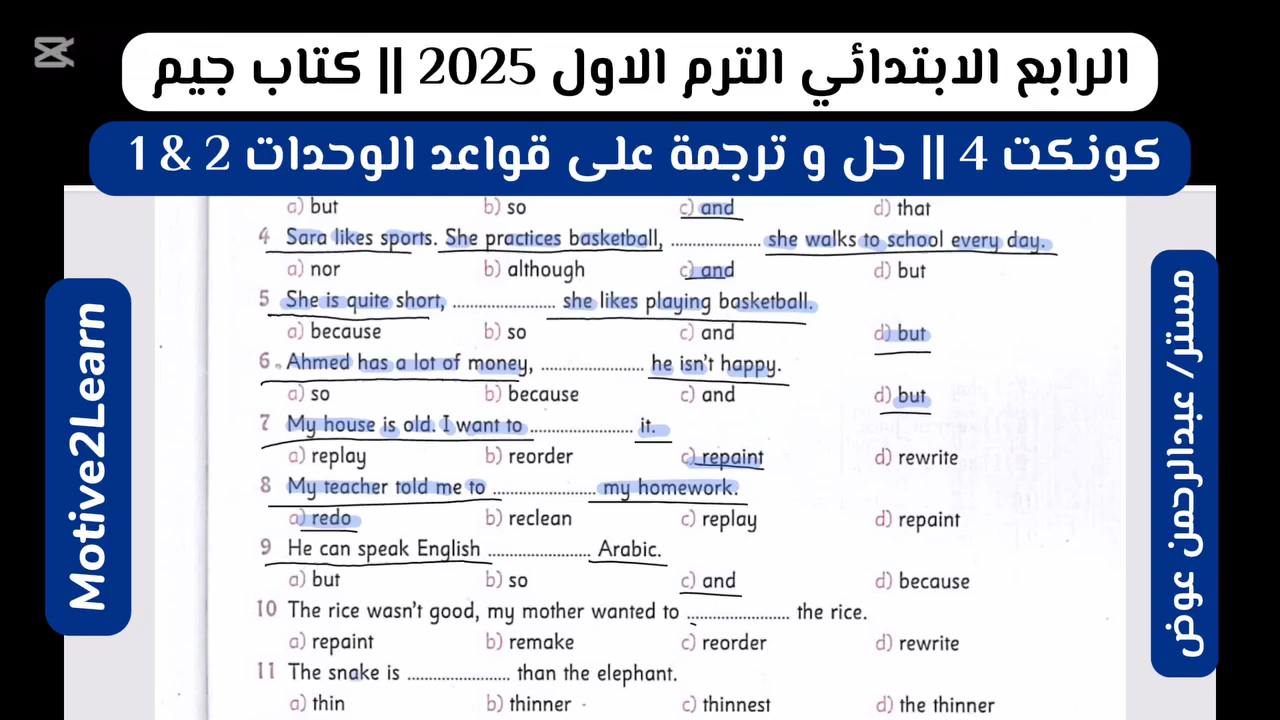 الرابع الابتدائي الترم الاول 2025 || كتاب جيم
كونكت 4 || حل و ترجمة على قواعد الوحدات 2 & 1
a) but b) so c) and d) that
4 Sara likes sports. She practices basketball, .................... she walks to school every day.
a) nor b) although c) and d) but
5 She is quite short, ....................... she likes playing basketball.
a) because b) so c) and d) but
6 Ahmed has a lot of money, ....................... he isn't happy.
a) so b) because c) and d) but
7 My house is old. I want to ....................... it.
a) replay b) reorder c) repaint d) rewrite
8 My teacher told me to ....................... my homework.
a) redo b) reclean c) replay d) repaint
9 He can speak English ....................... Arabic.
a) but b) so c) and d) because
10 The rice wasn't good, my mother wanted to ....................... the rice.
a) repaint b) remake c) reorder d) rewrite
11 The snake is ....................... than the elephant.
a) thin b) thinner c) thinnest d) the thinner
Motive2Learn
مستر/ عبدالرحمن عوض